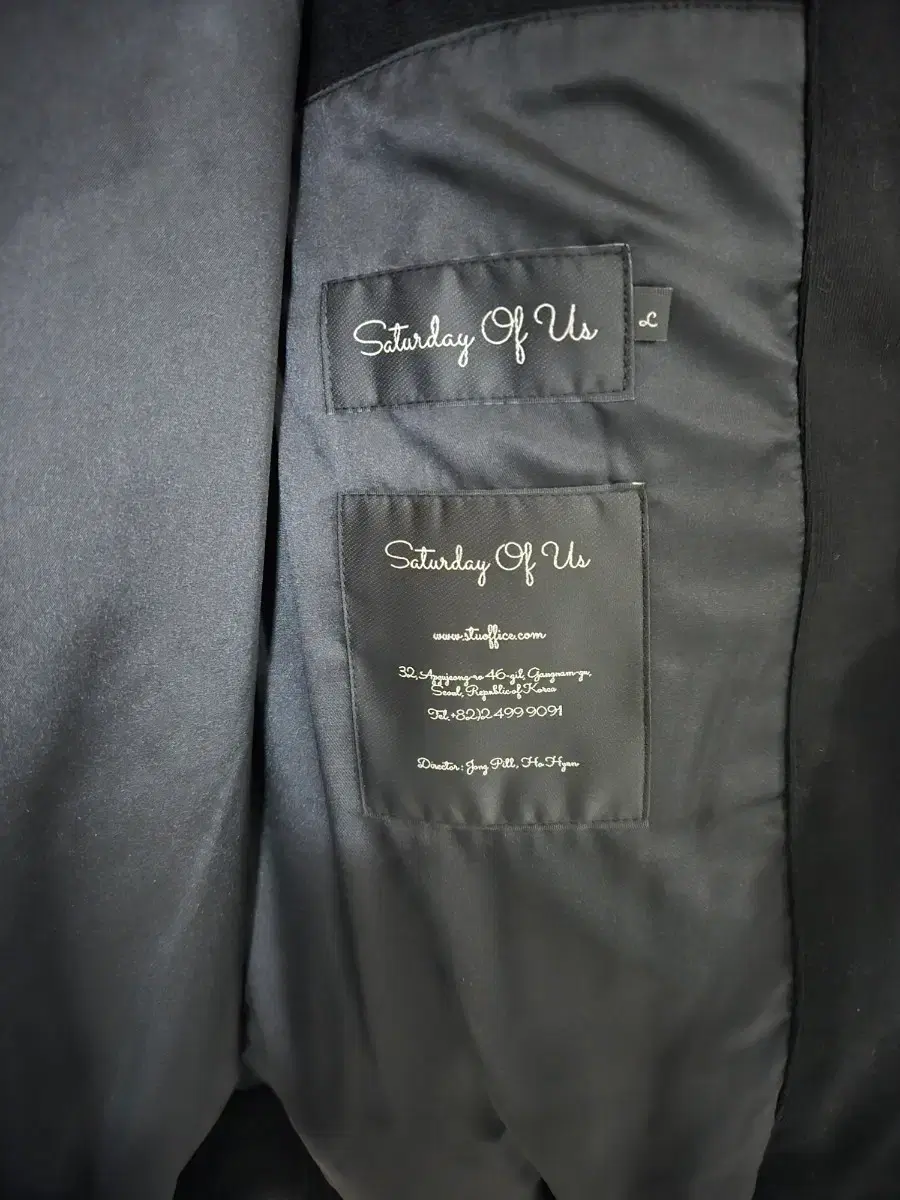 Saturday Of Us
L
Saturday Of Us
www.stuoffice.com
32, Apgujeong-ro 46-gil, Gangnam-gu,
Seoul, Republic of Korea
Tel.+82)2 499 9091
Director : Jong Pill, Ho Hyun